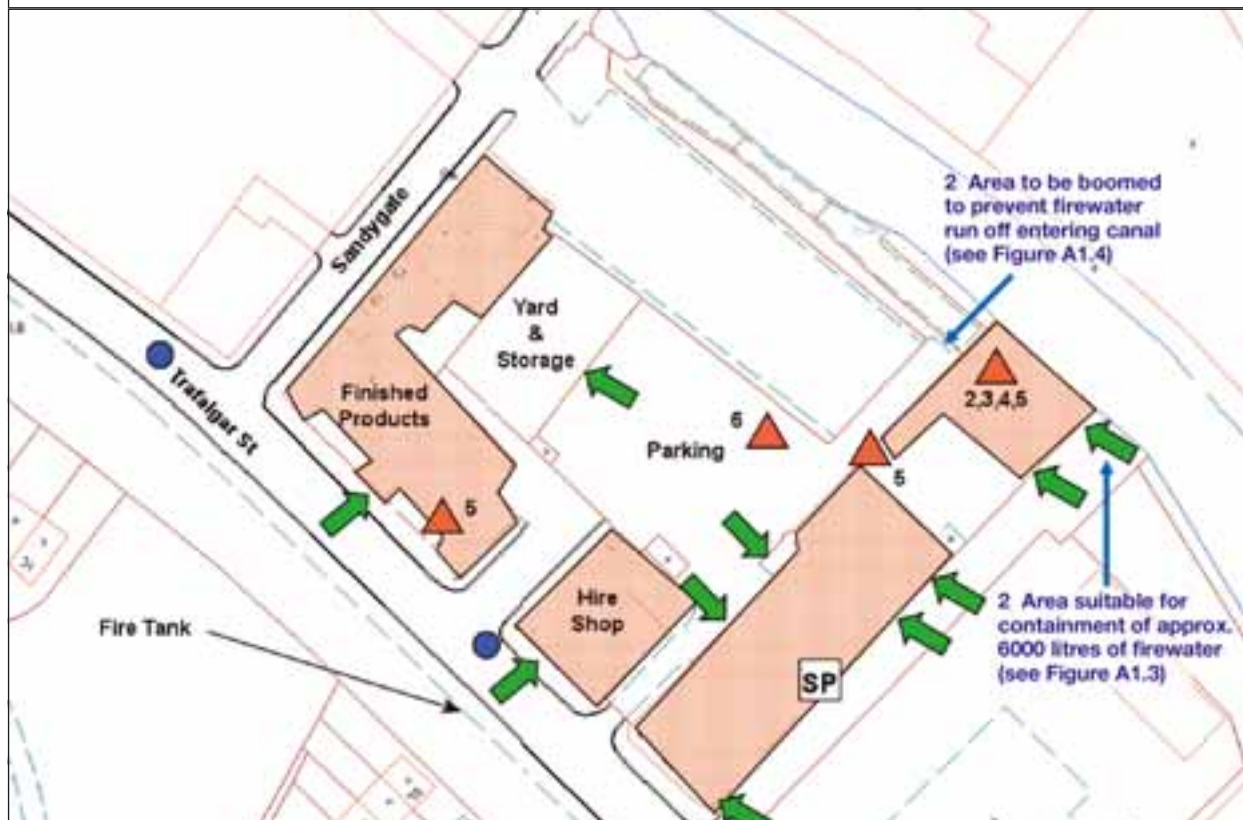 2 Area to be boomed
to prevent firewater
run off entering canal
(see Figure A1.4)
Sandygate
Yard
&
Storage
Trafalgar St
Finished
Products
2,3,4,5
6
Parking
5
5
Fire Tank
Hire
Shop
2 Area suitable for
containment of approx.
6000 litres of firewater
(see Figure A1.3)
SP